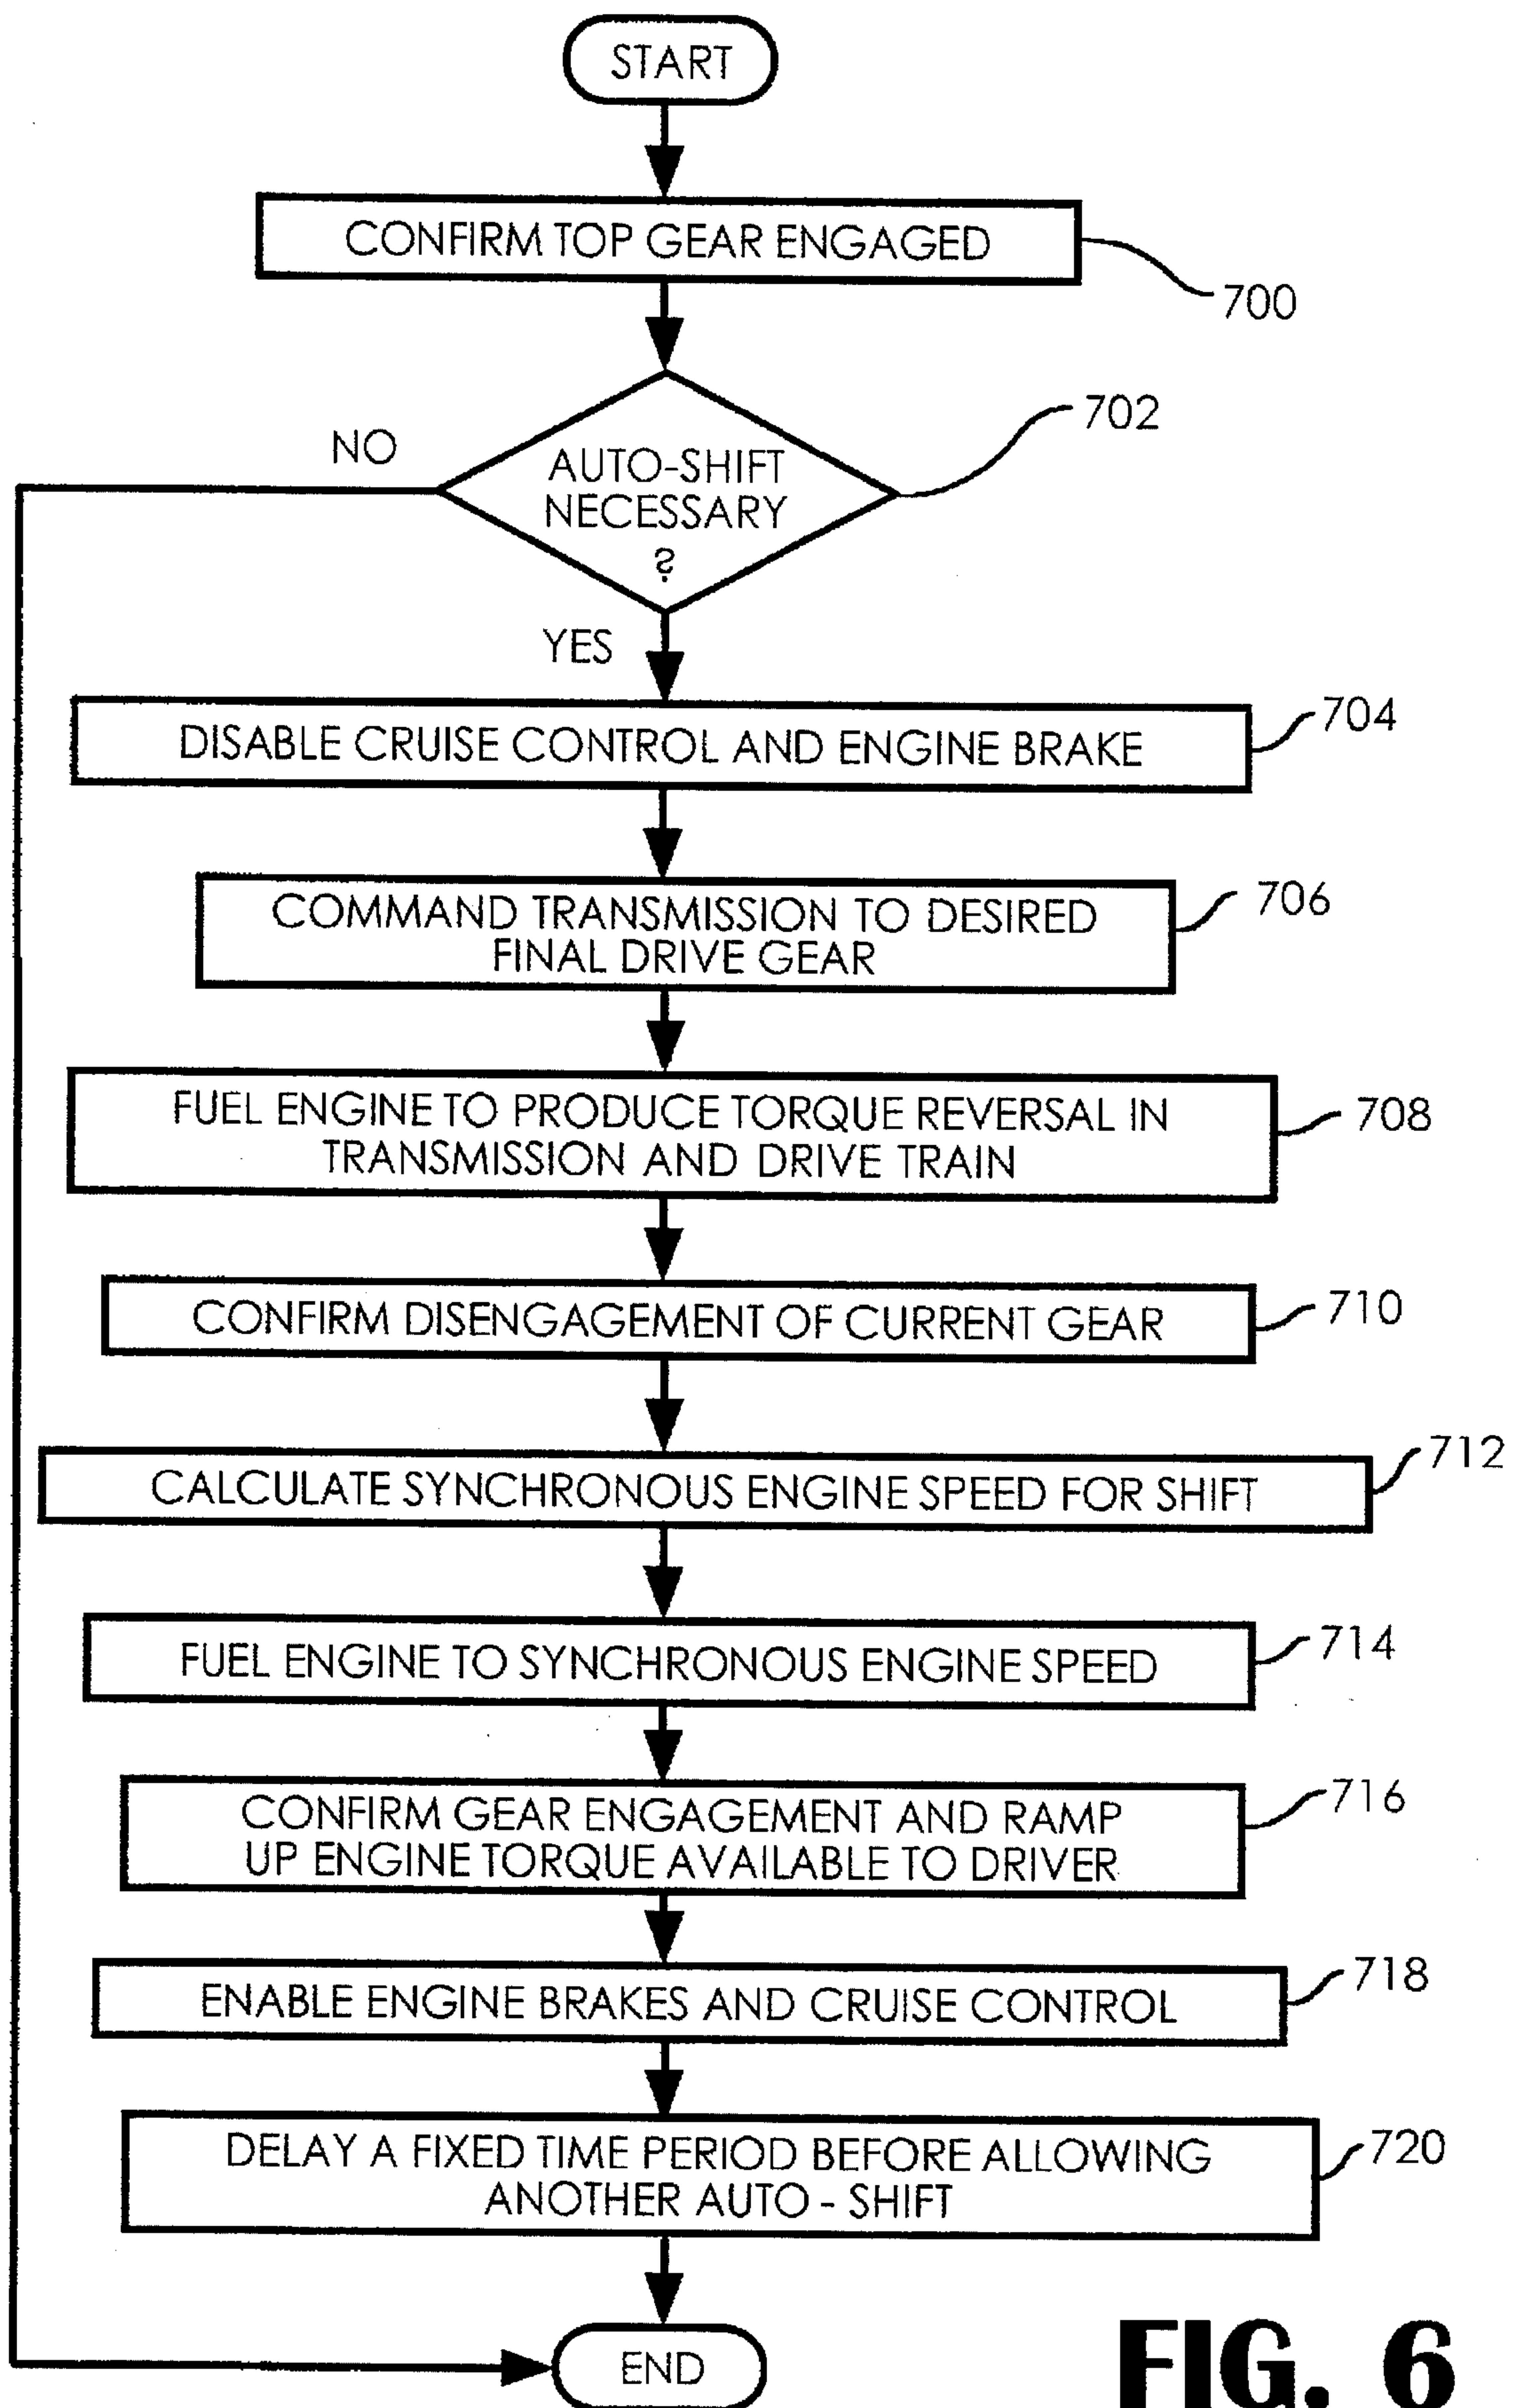 START
CONFIRM TOP GEAR ENGAGED
700
702
NO
AUTO-SHIFT
NECESSARY
?
YES
DISABLE CRUISE CONTROL AND ENGINE BRAKE
704
COMMAND TRANSMISSION TO DESIRED
FINAL DRIVE GEAR
706
FUEL ENGINE TO PRODUCE TORQUE REVERSAL IN
TRANSMISSION AND DRIVE TRAIN
708
CONFIRM DISENGAGEMENT OF CURRENT GEAR
710
CALCULATE SYNCHRONOUS ENGINE SPEED FOR SHIFT
712
FUEL ENGINE TO SYNCHRONOUS ENGINE SPEED
714
CONFIRM GEAR ENGAGEMENT AND RAMP
UP ENGINE TORQUE AVAILABLE TO DRIVER
716
ENABLE ENGINE BRAKES AND CRUISE CONTROL
718
DELAY A FIXED TIME PERIOD BEFORE ALLOWING
ANOTHER AUTO - SHIFT
720
END
FIG. 6